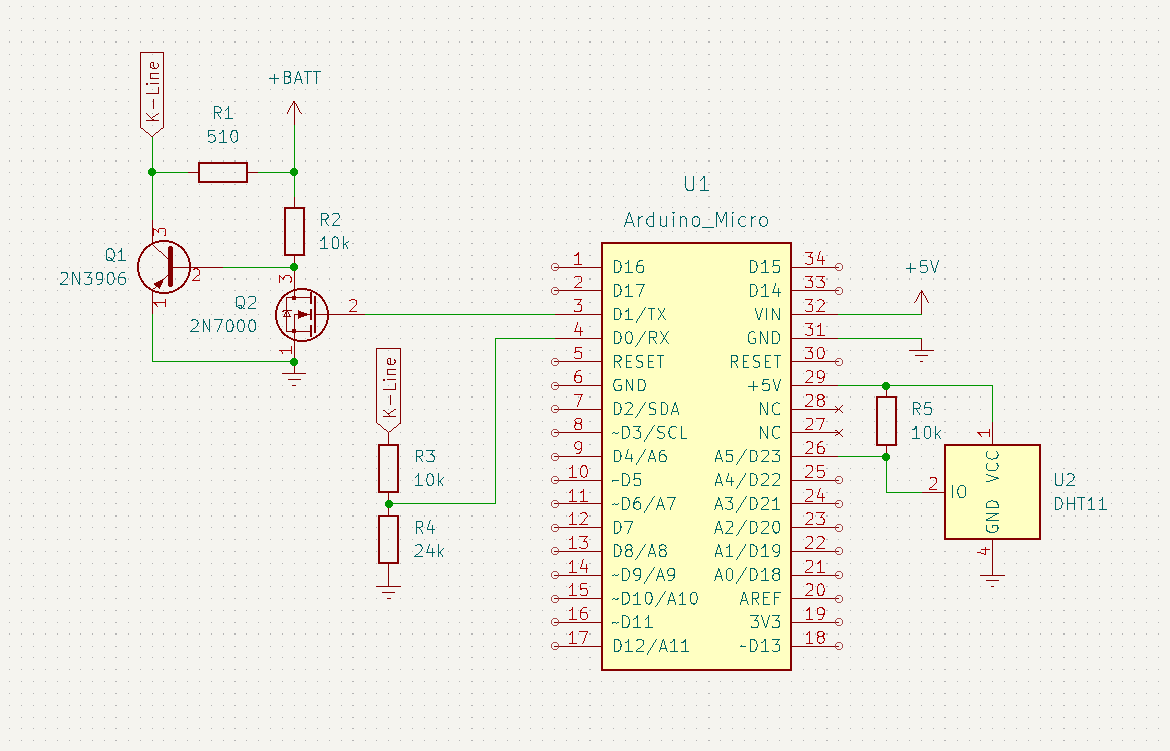 K-Line
+BATT
R1
510
R2
10k
Q1
2N3906
3
2
1
Q2
2N7000
3
2
1
K-Line
R3
10k
R4
24k
U1
Arduino_Micro
1 D16 D15 34
2 D17 D14 33
3 D1/TX VIN 32
4 D0/RX GND 31
5 RESET RESET 30
6 GND +5V 29
7 D2/SDA NC 28
8 ~D3/SCL NC 27
9 D4/A6 A5/D23 26
10 ~D5 A4/D22 25
11 ~D6/A7 A3/D21 24
12 D7 A2/D20 23
13 D8/A8 A1/D19 22
14 ~D9/A9 A0/D18 21
15 ~D10/A10 AREF 20
16 ~D11 3V3 19
17 D12/A11 ~D13 18
+5V
R5
10k
1
VCC
2 IO
GND
4
U2
DHT11